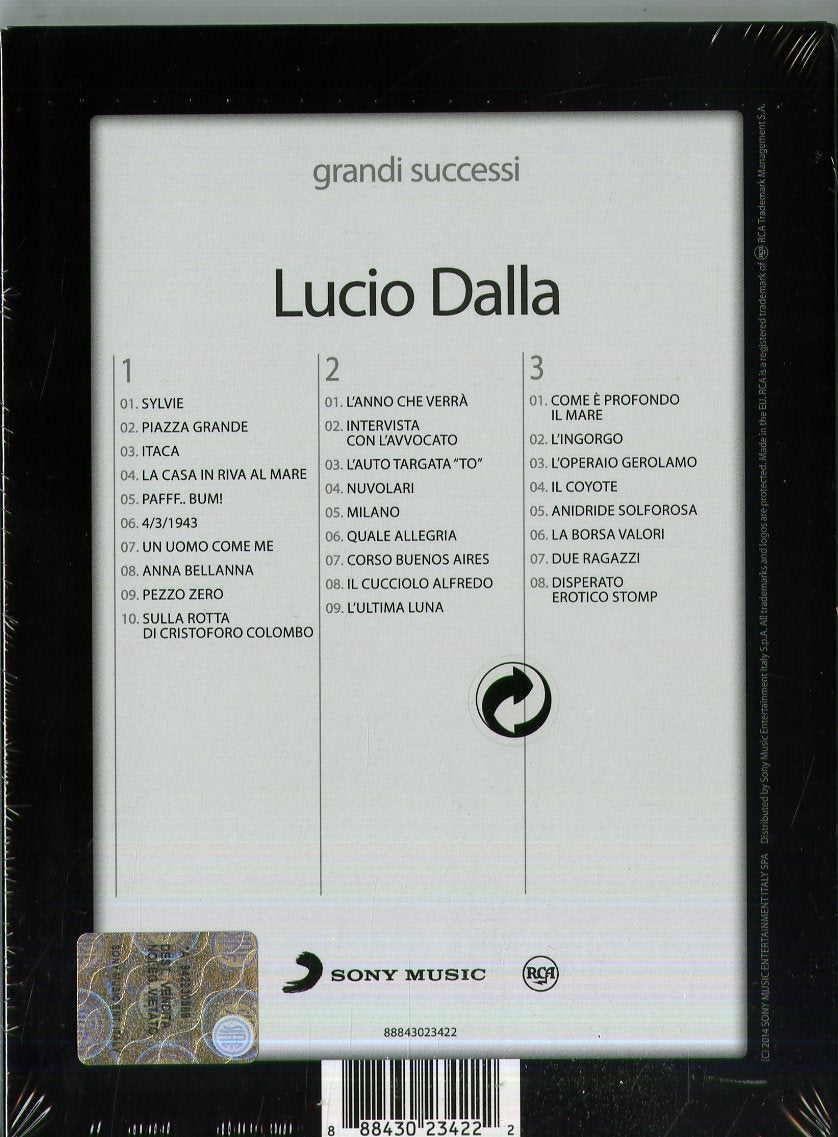 grandi successi
Lucio Dalla
1
01. SYLVIE
02. PIAZZA GRANDE
03. ITACA
04. LA CASA IN RIVA AL MARE
05. PAFFF.. BUM!
06. 4/3/1943
07. UN UOMO COME ME
08. ANNA BELLANNA
09. PEZZO ZERO
10. SULLA ROTTA
DI CRISTOFORO COLOMBO
2
01. L'ANNO CHE VERRÀ
02. INTERVISTA
CON L'AVVOCATO
03. L'AUTO TARGATA "TO"
04. NUVOLARI
05. MILANO
06. QUALE ALLEGRIA
07. CORSO BUENOS AIRES
08. IL CUCCIOLO ALFREDO
09. L'ULTIMA LUNA
3
01. COME È PROFONDO
IL MARE
02. L'INGORGO
03. L'OPERAIO GEROLAMO
04. IL COYOTE
05. ANIDRIDE SOLFOROSA
06. LA BORSA VALORI
07. DUE RAGAZZI
08. DISPERATO
EROTICO STOMP
SONY MUSIC
RCA
88843023422
8 88430 23422 2
SIAE
DEST. VENDITA
NOLEGG. VIETATO
(C) 2014 SONY MUSIC ENTERTAINMENT ITALY SPA Distributed by Sony Music Entertainment Italy S.p.A. All trademarks and logos are protected. Made in the EU. RCA is a registered trademark of RCA Trademark Management S.A.